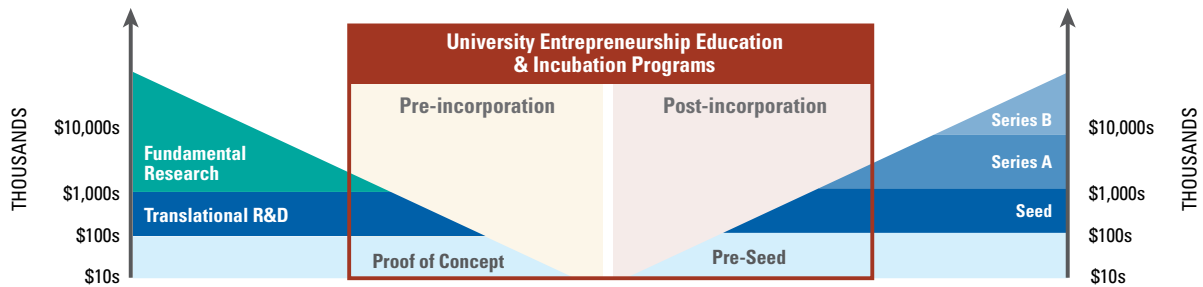 University Entrepreneurship Education
& Incubation Programs
Pre-incorporation
Post-incorporation
THOUSANDS
$10,000s
$1,000s
$100s
$10s
Fundamental
Research
Translational R&D
Proof of Concept
Pre-Seed
Series B
Series A
Seed
$10,000s
$1,000s
$100s
$10s
THOUSANDS